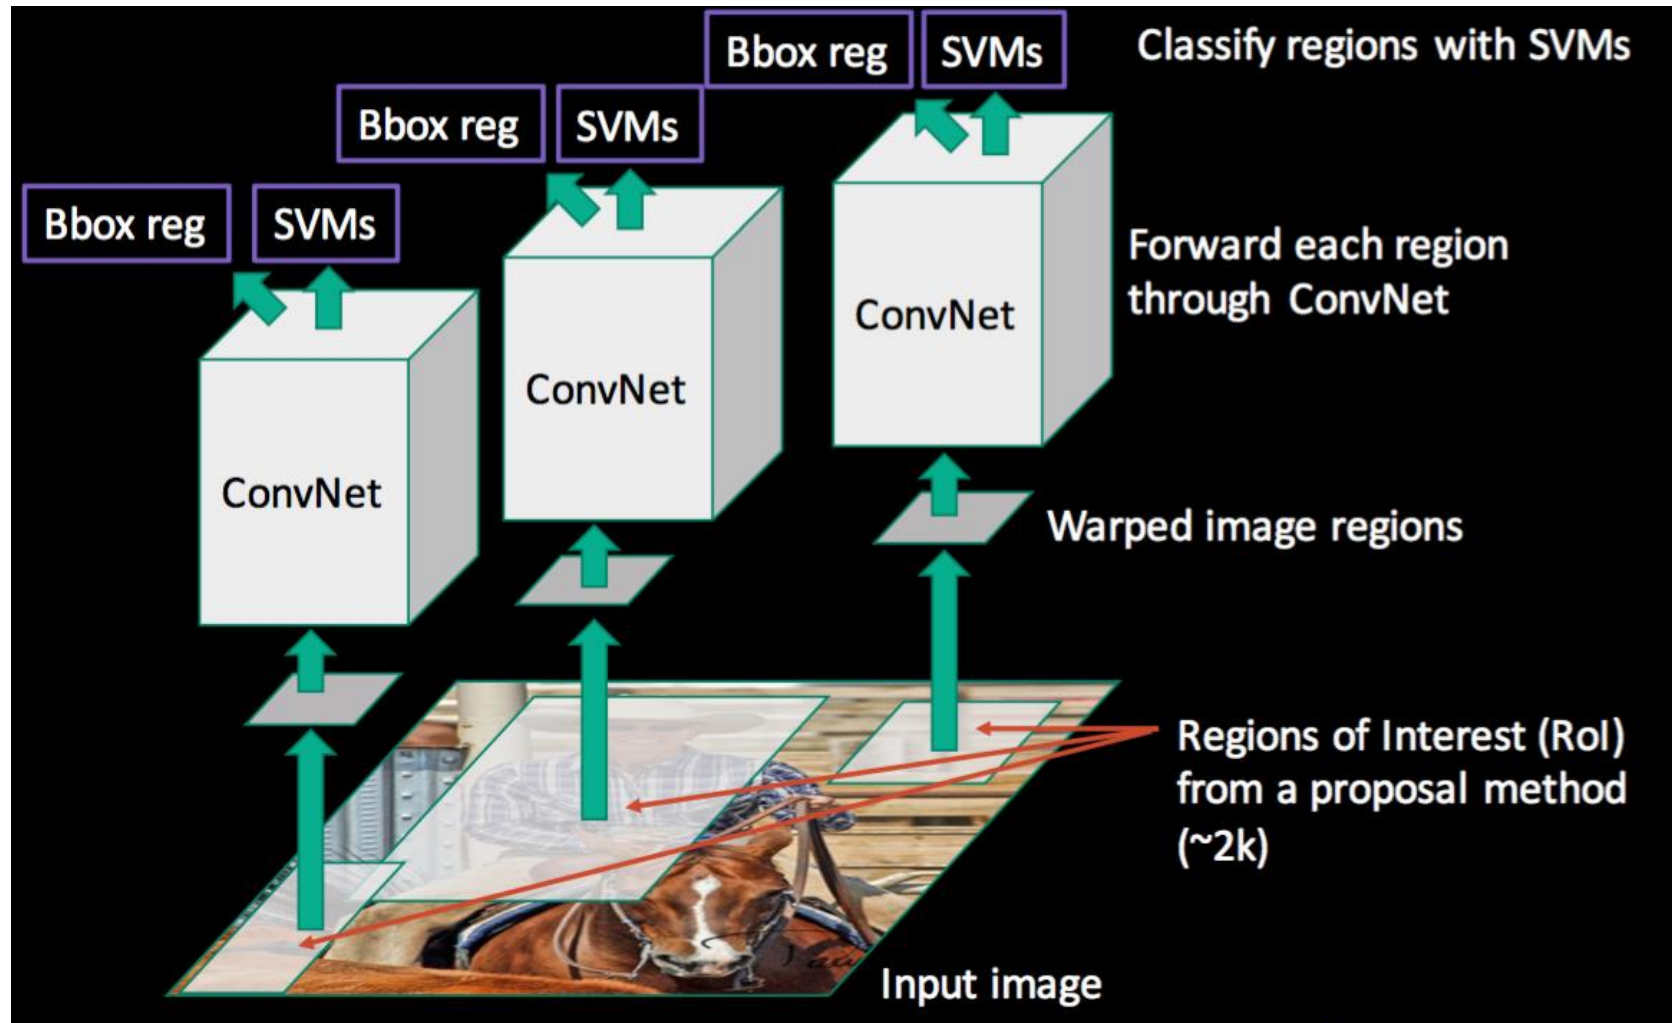 Bbox reg
SVMs
Classify regions with SVMs
Bbox reg
SVMs
Bbox reg
SVMs
Forward each region
through ConvNet
ConvNet
ConvNet
ConvNet
Warped image regions
Regions of Interest (RoI)
from a proposal method
(~2k)
Input image